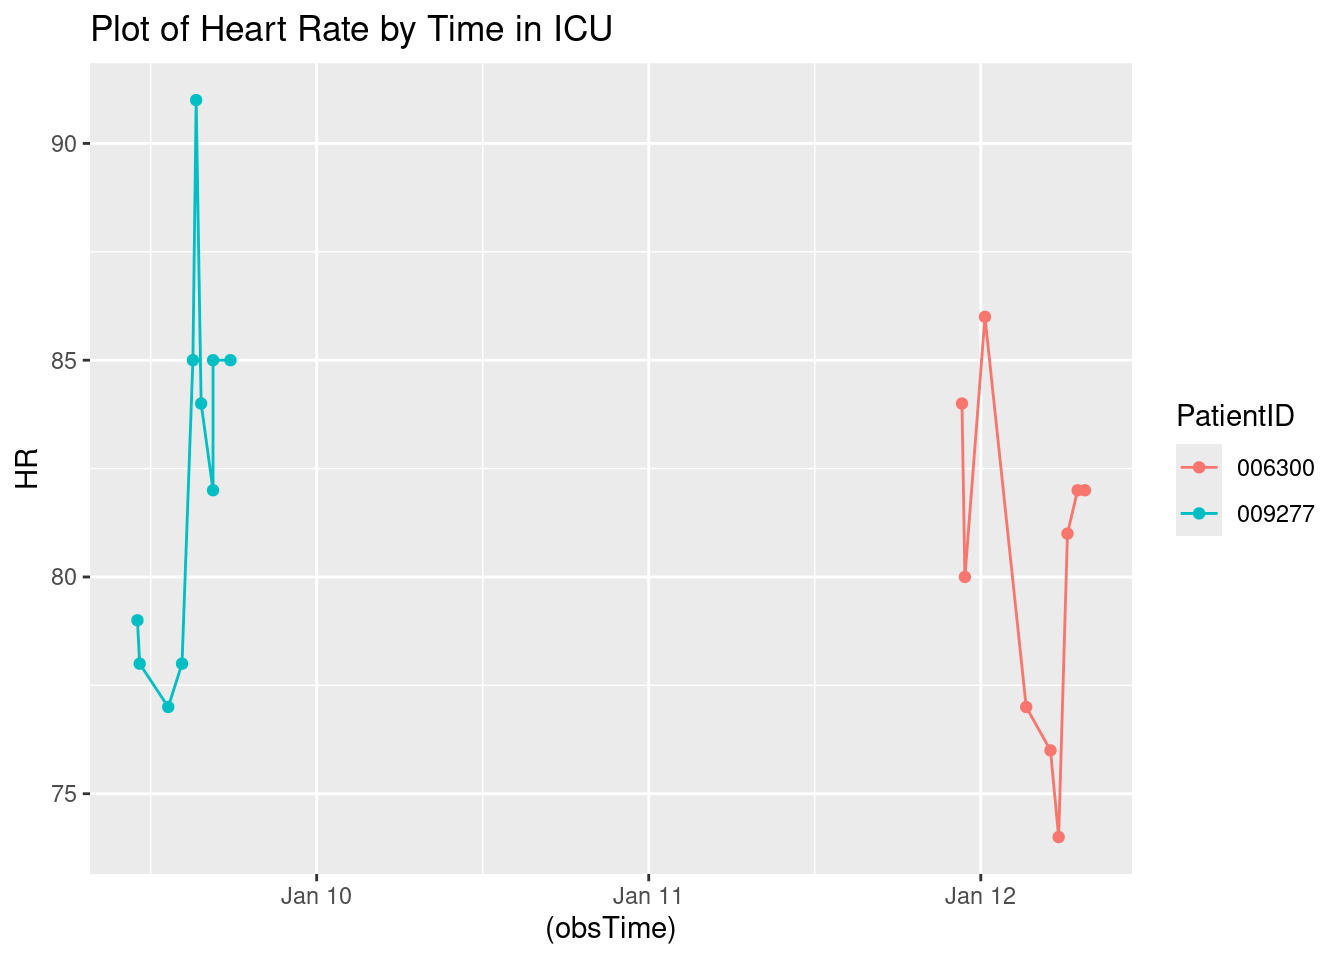 Plot of Heart Rate by Time in ICU
HR
90
85
80
75
Jan 10 Jan 11 Jan 12
(obsTime)
PatientID
006300
009277